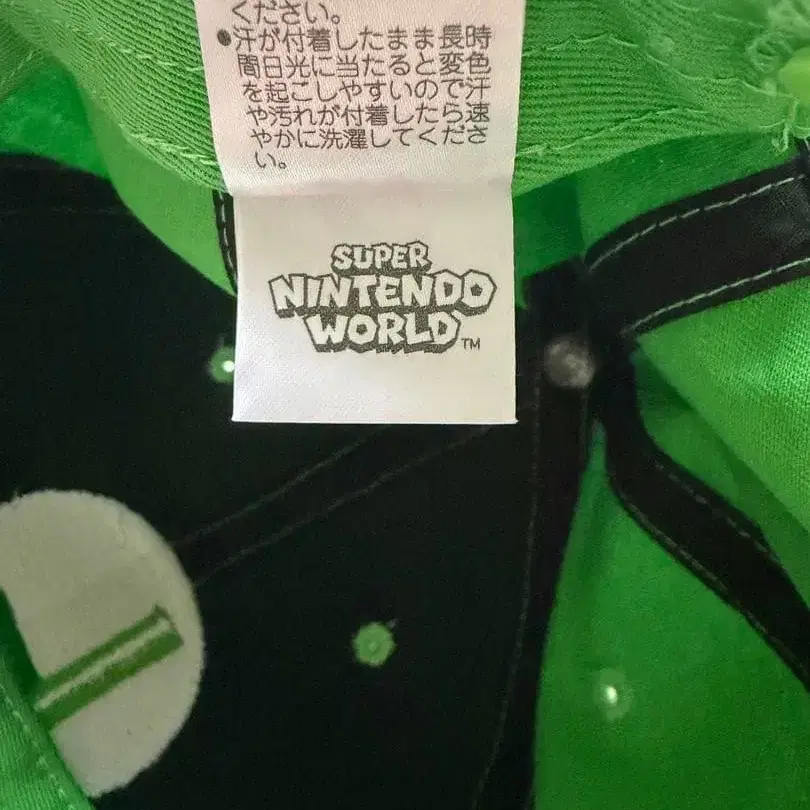 ください。
●汗が付着したまま長時
間日光に当たると変色
を起こしやすいので汗
や汚れが付着したら速
やかに洗濯してくださ
い。
SUPER
NINTENDO
WORLD
TM